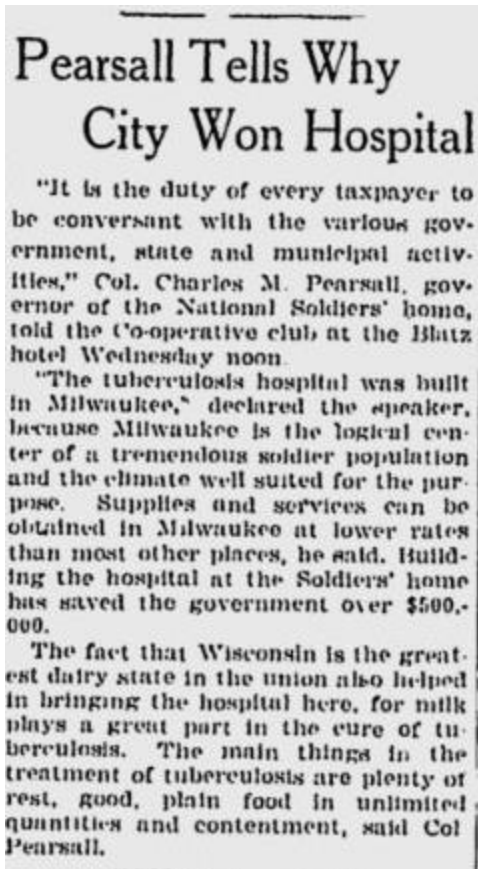 Pearsall Tells Why
City Won Hospital
"It is the duty of every taxpayer to
be conversant with the various gov-
ernment, state and municipal activ-
ities," Col. Charles M. Pearsall, gov-
ernor of the National Soldiers' home,
told the Co-operative club at the Blatz
hotel Wednesday noon.
"The tuberculosis hospital was built
in Milwaukee," declared the speaker,
because Milwaukee is the logical cen-
ter of a tremendous soldier population
and the climate well suited for the pur-
pose. Supplies and services can be
obtained in Milwaukee at lower rates
than most other places, he said. Build-
ing the hospital at the Soldiers' home
has saved the government over $500,-
000.
The fact that Wisconsin is the great-
est dairy state in the union also helped
in bringing the hospital here, for milk
plays a great part in the cure of tu-
berculosis. The main things in the
treatment of tuberculosis are plenty of
rest, good, plain food in unlimited
quantities and contentment, said Col
Pearsall.